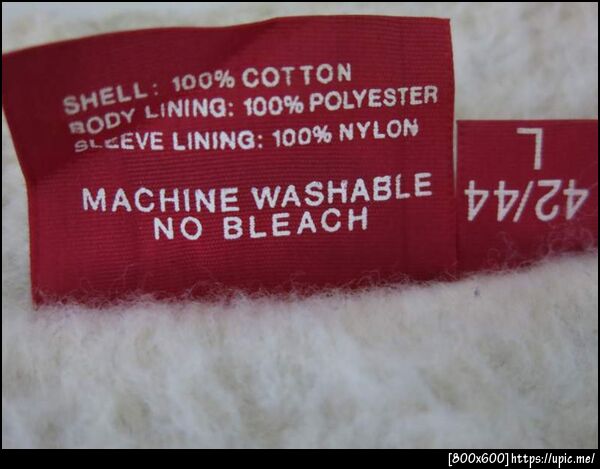 SHELL: 100% COTTON
BODY LINING: 100% POLYESTER
SLEEVE LINING: 100% NYLON
MACHINE WASHABLE
NO BLEACH
L
42/44
[800x600]https://upic.me/